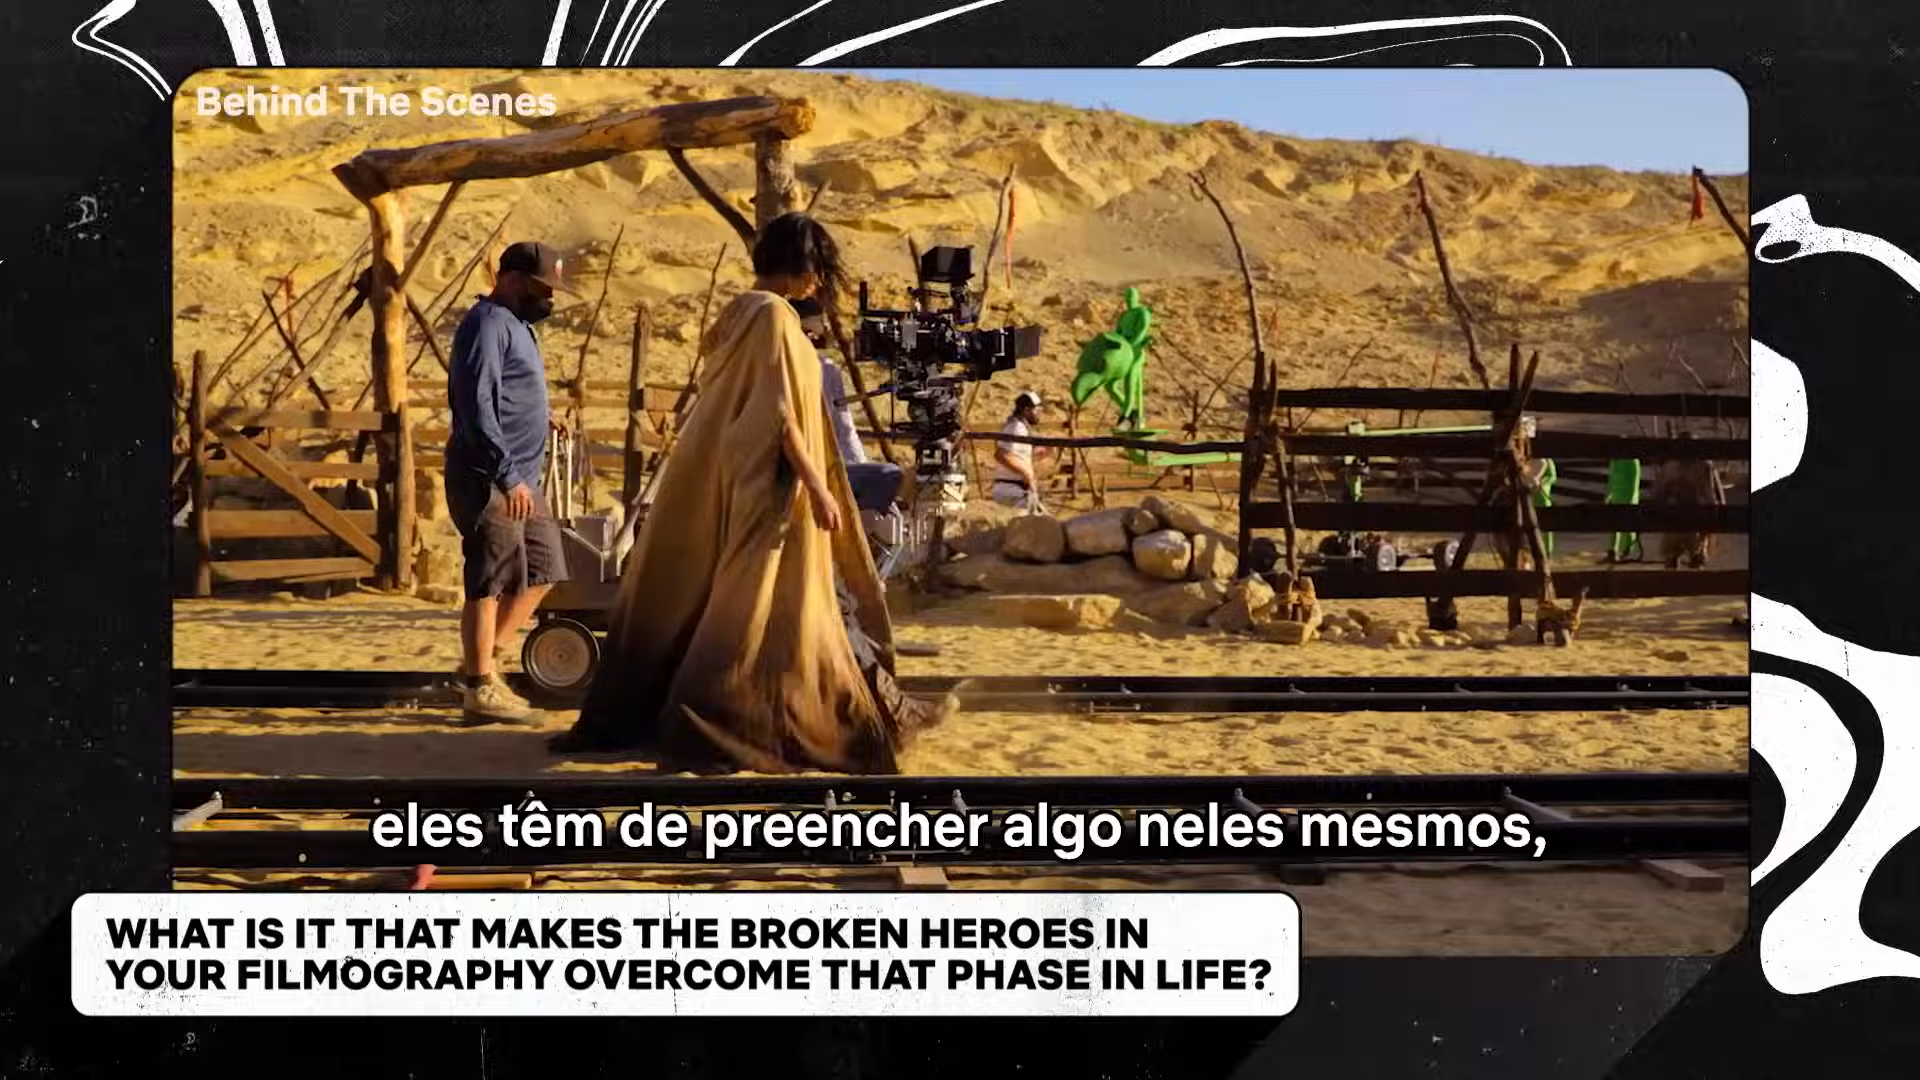 Behind The Scenes
eles têm de preencher algo neles mesmos,
WHAT IS IT THAT MAKES THE BROKEN HEROES IN
YOUR FILMOGRAPHY OVERCOME THAT PHASE IN LIFE?